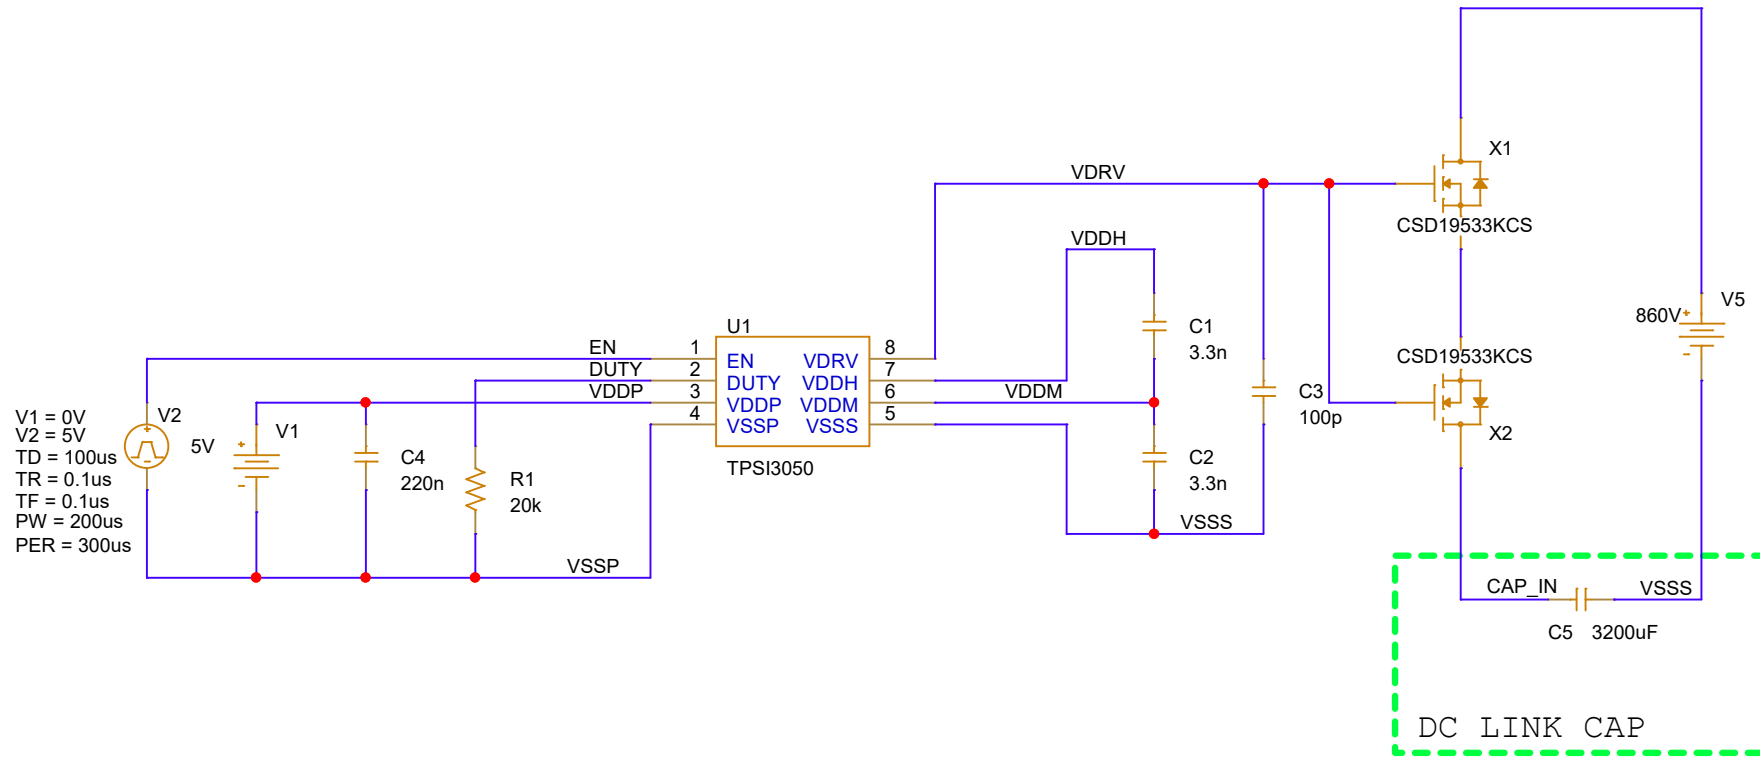 X1
VDRV
CSD19533KCS
VDDH
V5
860V
+
-
C1
3.3n
U1
EN 1 EN VDRV 8
DUTY 2 DUTY VDDH 7
VDDP 3 VDDP VDDM 6 VDDM
4 VSSP VSSS 5
TPSI3050
CSD19533KCS
X2
C3
100p
V1 = 0V
V2 = 5V
TD = 100us
TR = 0.1us
TF = 0.1us
PW = 200us
PER = 300us
V2
+
-
5V
V1
+
-
C4
220n
R1
20k
C2
3.3n
VSSS
VSSP
CAP_IN
VSSS
C5 3200uF
DC LINK CAP